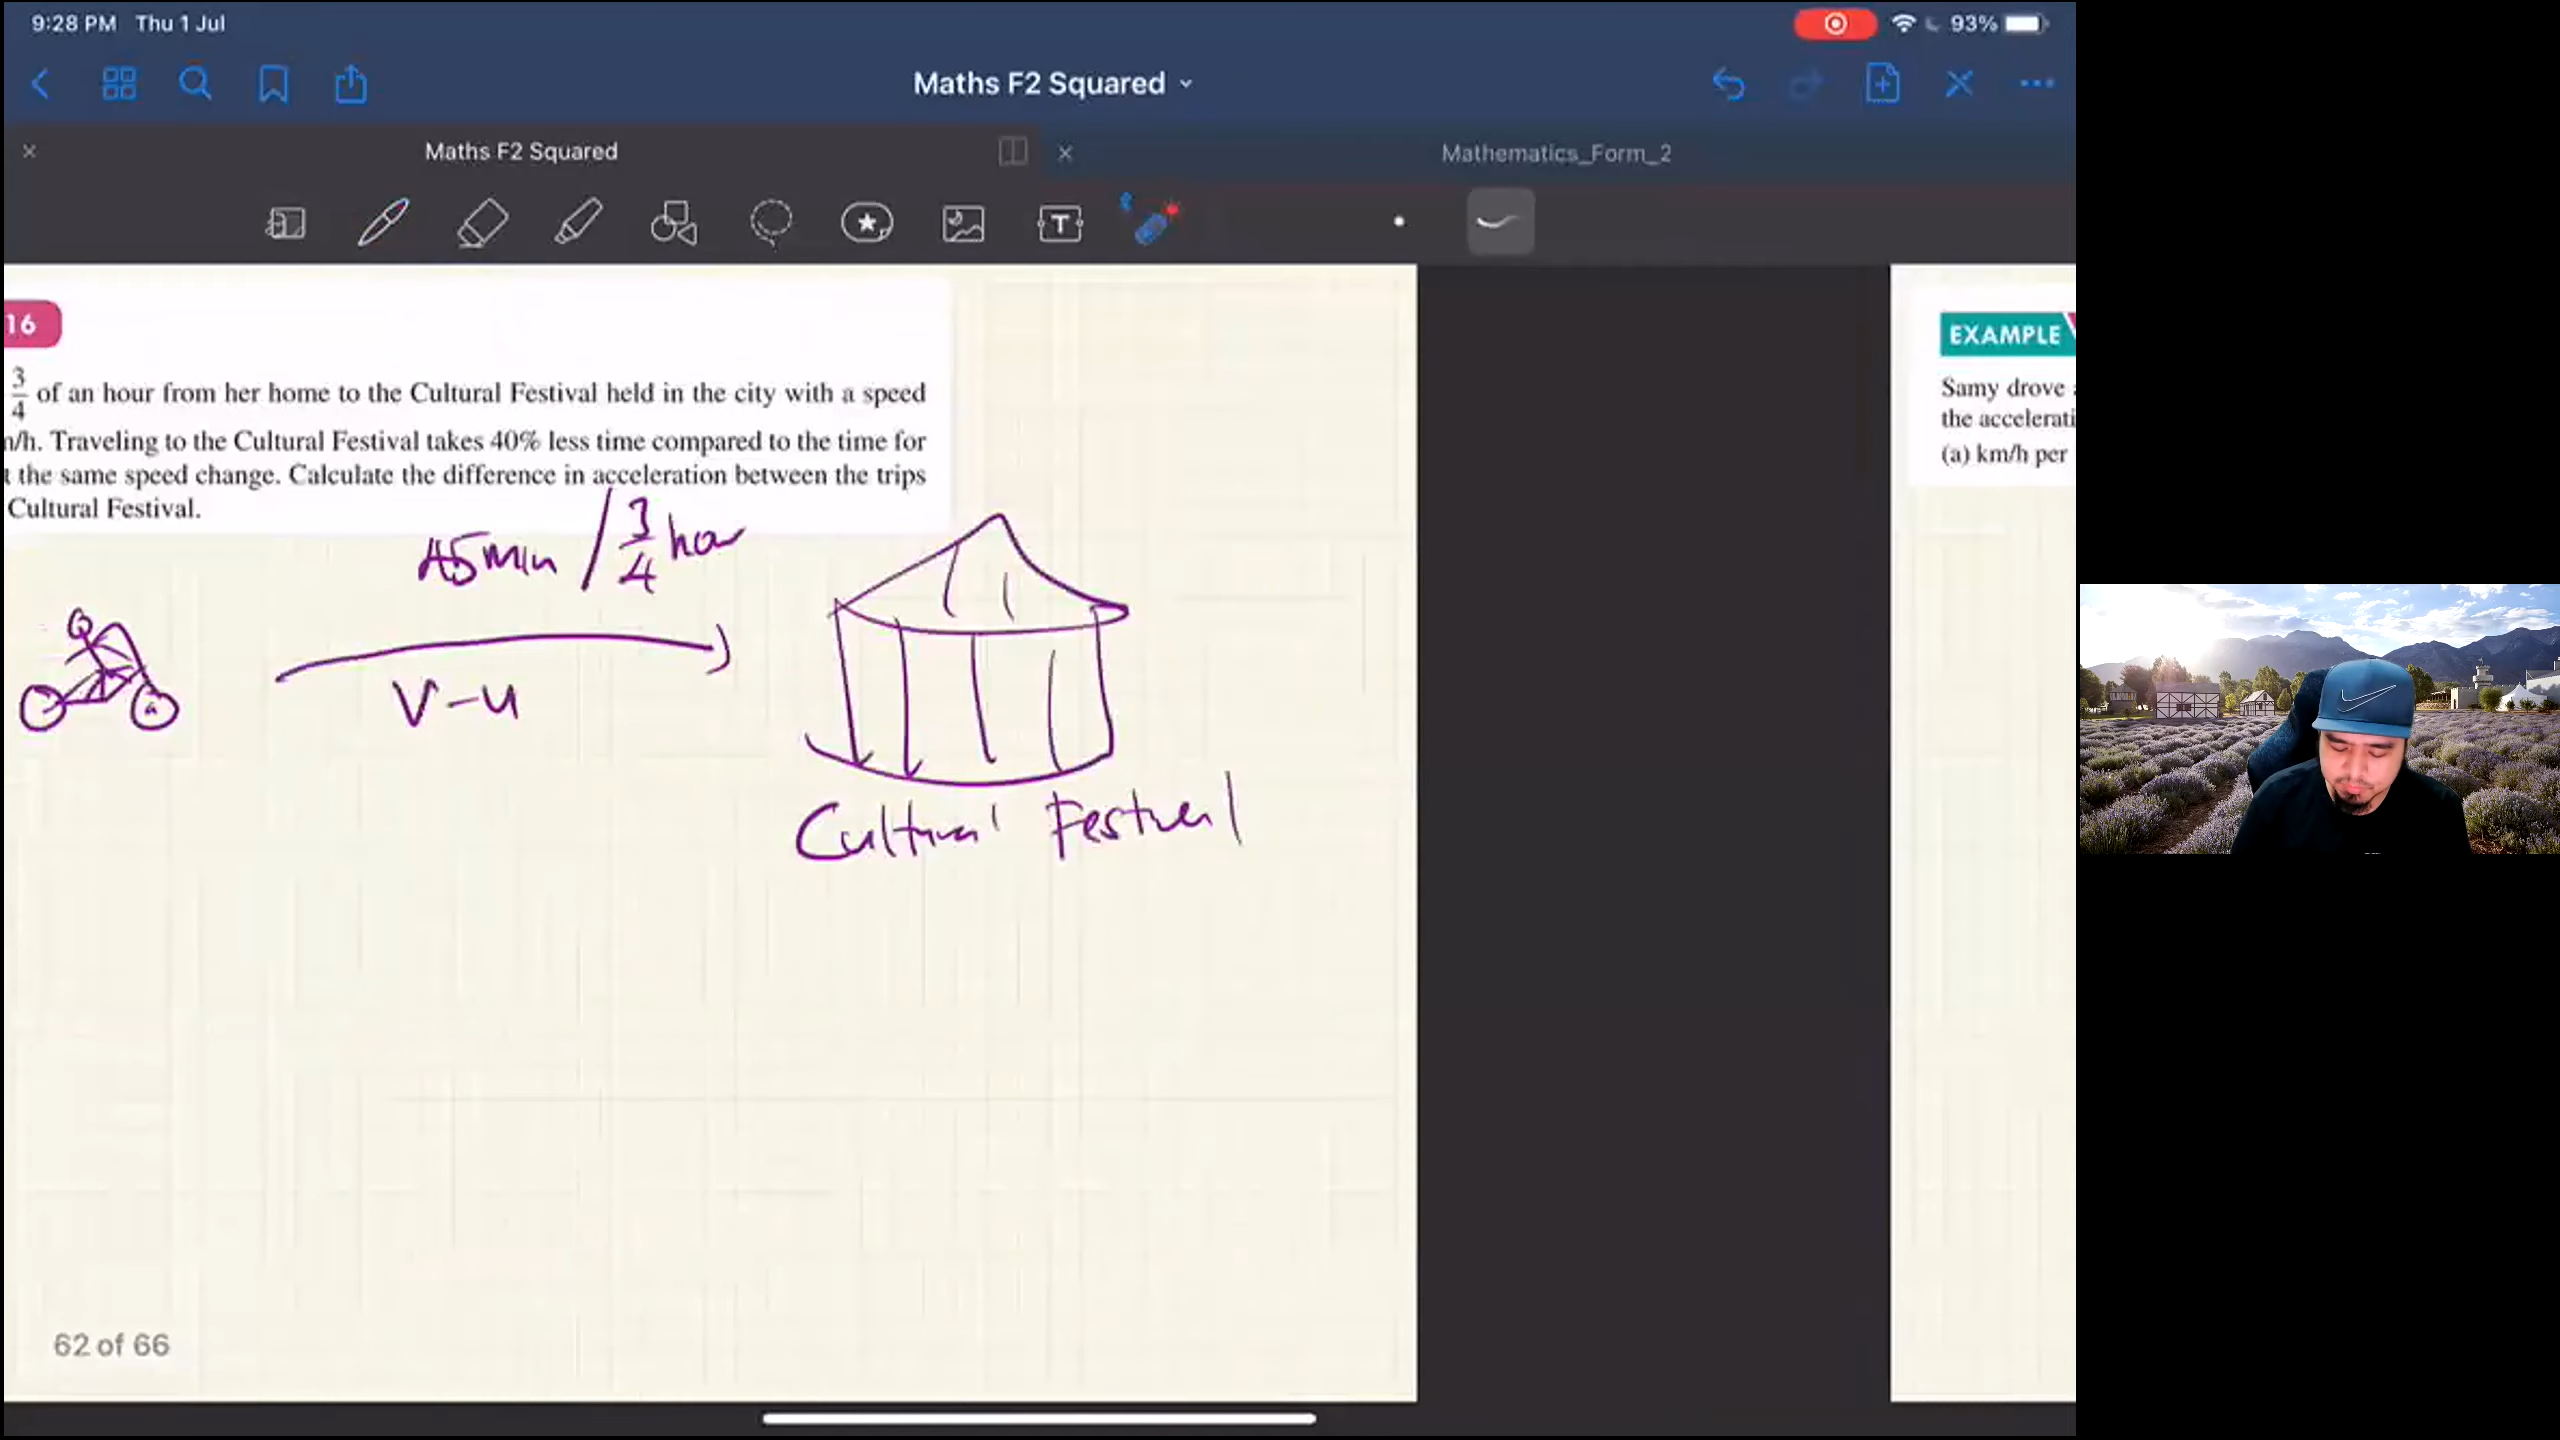 9:28 PM Thu 1 Jul
93%
Maths F2 Squared
Maths F2 Squared
Mathematics_Form_2
T
16
3/4 of an hour from her home to the Cultural Festival held in the city with a speed
/h. Traveling to the Cultural Festival takes 40% less time compared to the time for
t the same speed change. Calculate the difference in acceleration between the trips
Cultural Festival.
45 min / 3/4 hour
V-u
Cultural Festival
EXAMPLE
Samy drove
the accelerati
(a) km/h per
62 of 66